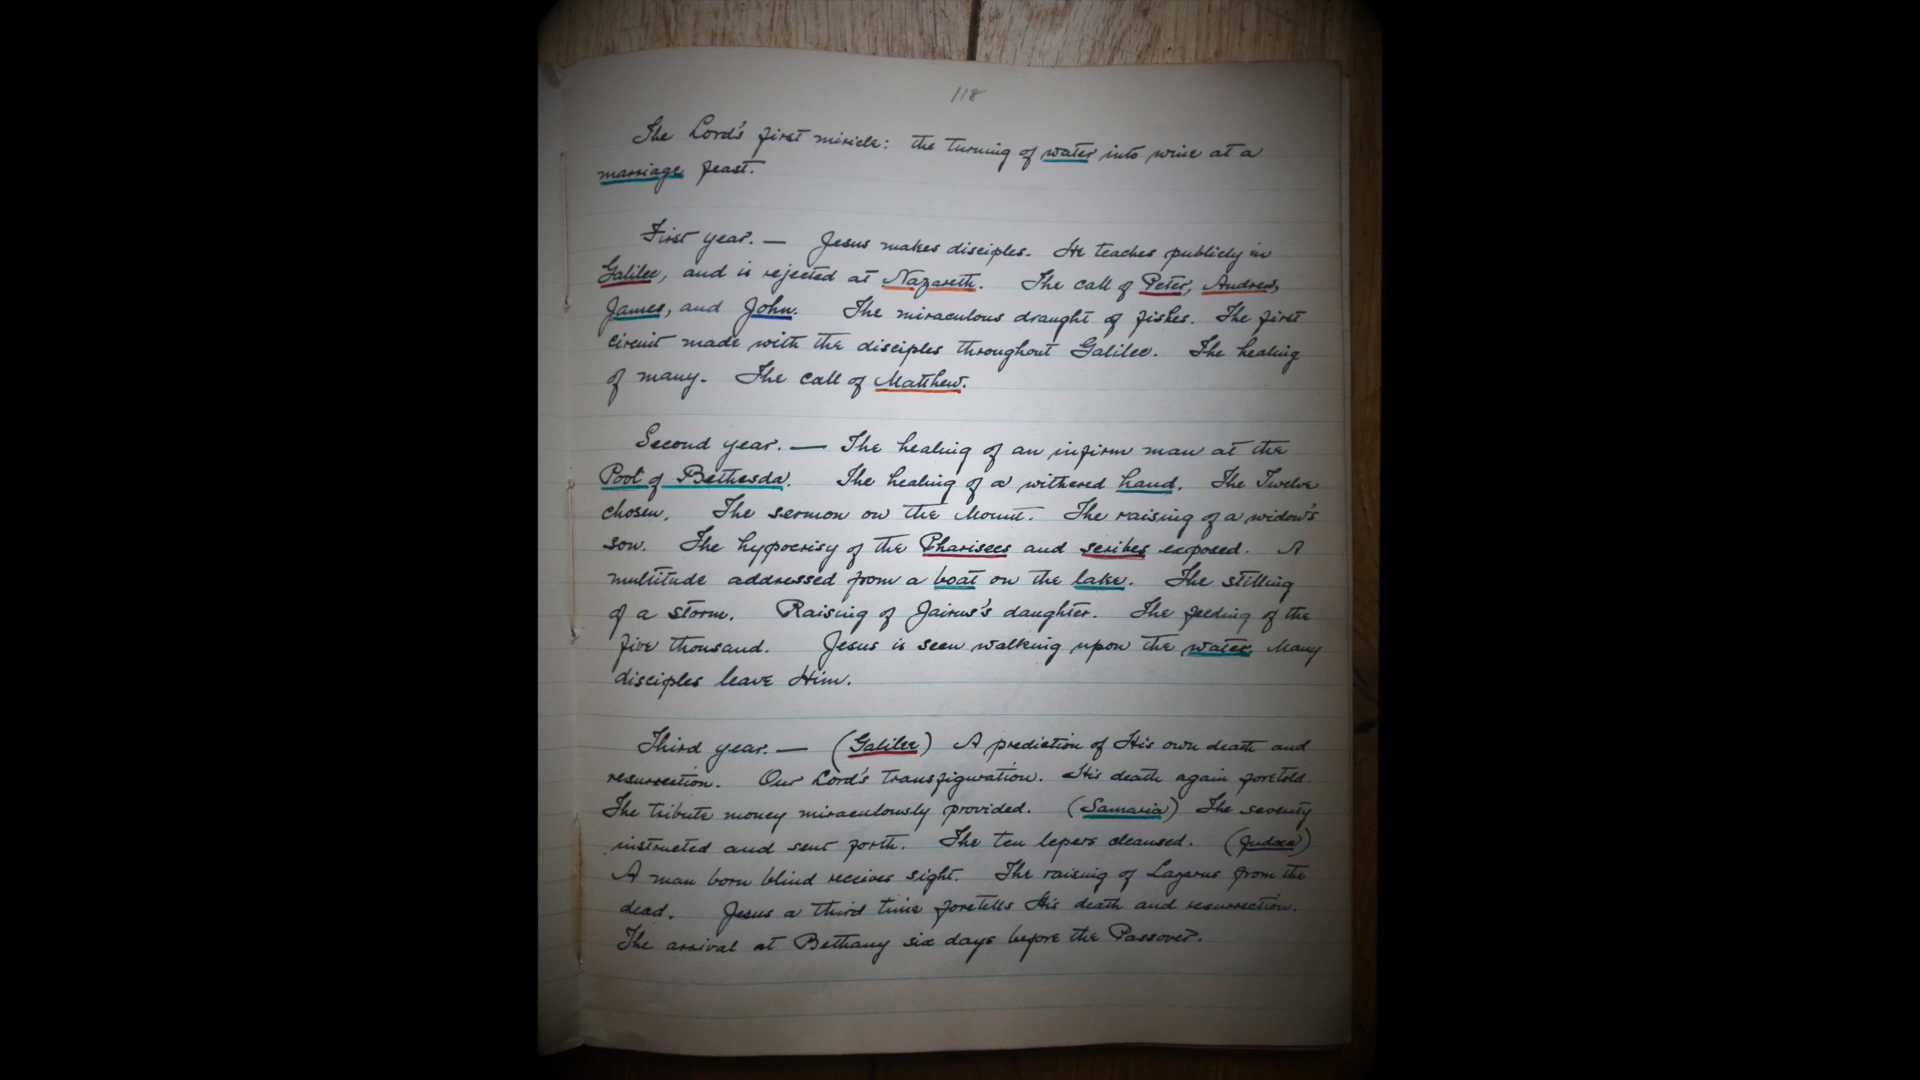 118
The Lord's first miricle: the turning of water into wine at a
marriage feast.
First year. — Jesus makes disciples. He teaches publicly in
Galilee, and is rejected at Nazareth. The call of Peter, Andrew,
James, and John. The miraculous draught of fishes. The first
circuit made with the disciples throughout Galilee. The healing
of many. The call of Matthew.
Second year. — The healing of an infirm man at the
Pool of Bethesda. The healing of a withered hand. The Twelve
chosen. The sermon on the Mount. The raising of a widow's
son. The hypocrisy of the Pharisees and scribes exposed. A
multitude addressed from a boat on the lake. The stilling
of a storm. Raising of Jairus's daughter. The feeding of the
five thousand. Jesus is seen walking upon the water. Many
disciples leave Him.
Third year. — (Galilee) A prediction of His own death and
resurrection. Our Lord's transfiguration. His death again foretold.
The tribute money miraculously provided. (Samaria) The seventy
instructed and sent forth. The ten lepers cleansed. (Judaea)
A man born blind receives sight. The raising of Lazarus from the
dead. Jesus a third time foretells His death and resurrection.
The arrival at Bethany six days before the Passover.